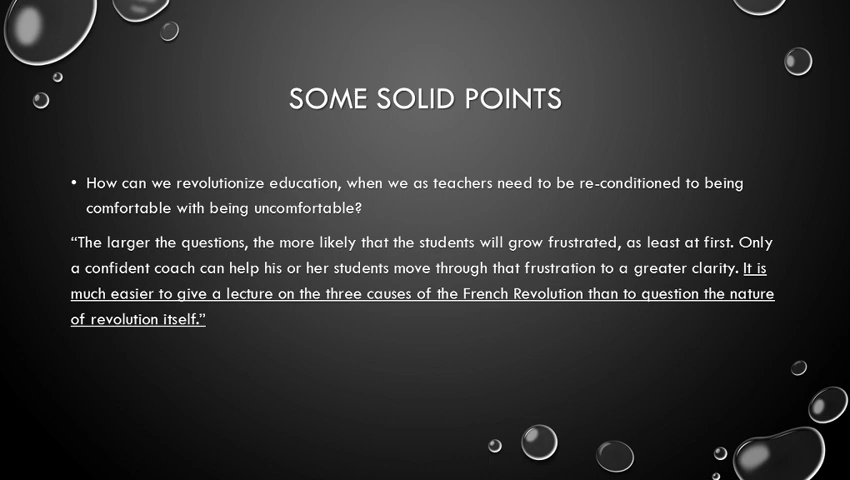 SOME SOLID POINTS
• How can we revolutionize education, when we as teachers need to be re-conditioned to being
comfortable with being uncomfortable?
“The larger the questions, the more likely that the students will grow frustrated, as least at first. Only
a confident coach can help his or her students move through that frustration to a greater clarity. It is
much easier to give a lecture on the three causes of the French Revolution than to question the nature
of revolution itself.”